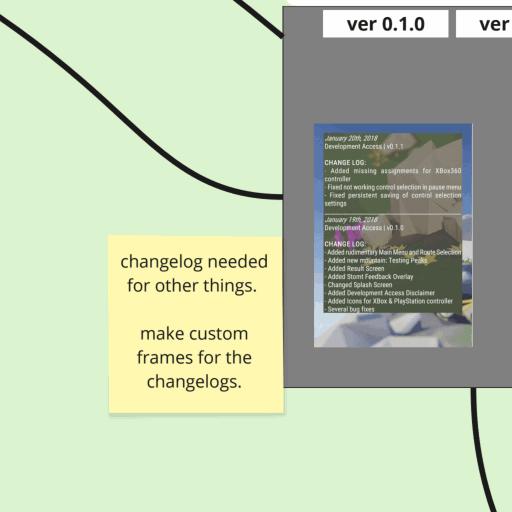 ver 0.1.0
ver
January 20th, 2018
Development Access | v0.1.1
CHANGE LOG:
- Added missing assignments for XBox360
controller
- Fixed not working control selection in pause menu
- Fixed persistent saving of control selection
settings
January 19th, 2018
Development Access | v0.1.0
CHANGE LOG:
- Added rudimentary Main Menu and Route Selection
- Added new mountain: Testing Peaks
- Added Result Screen
- Added Stomt Feedback Overlay
- Changed Splash Screen
- Added Development Access Disclaimer
- Added Icons for XBox & PlayStation controller
- Several bug fixes
changelog needed
for other things.
make custom
frames for the
changelogs.